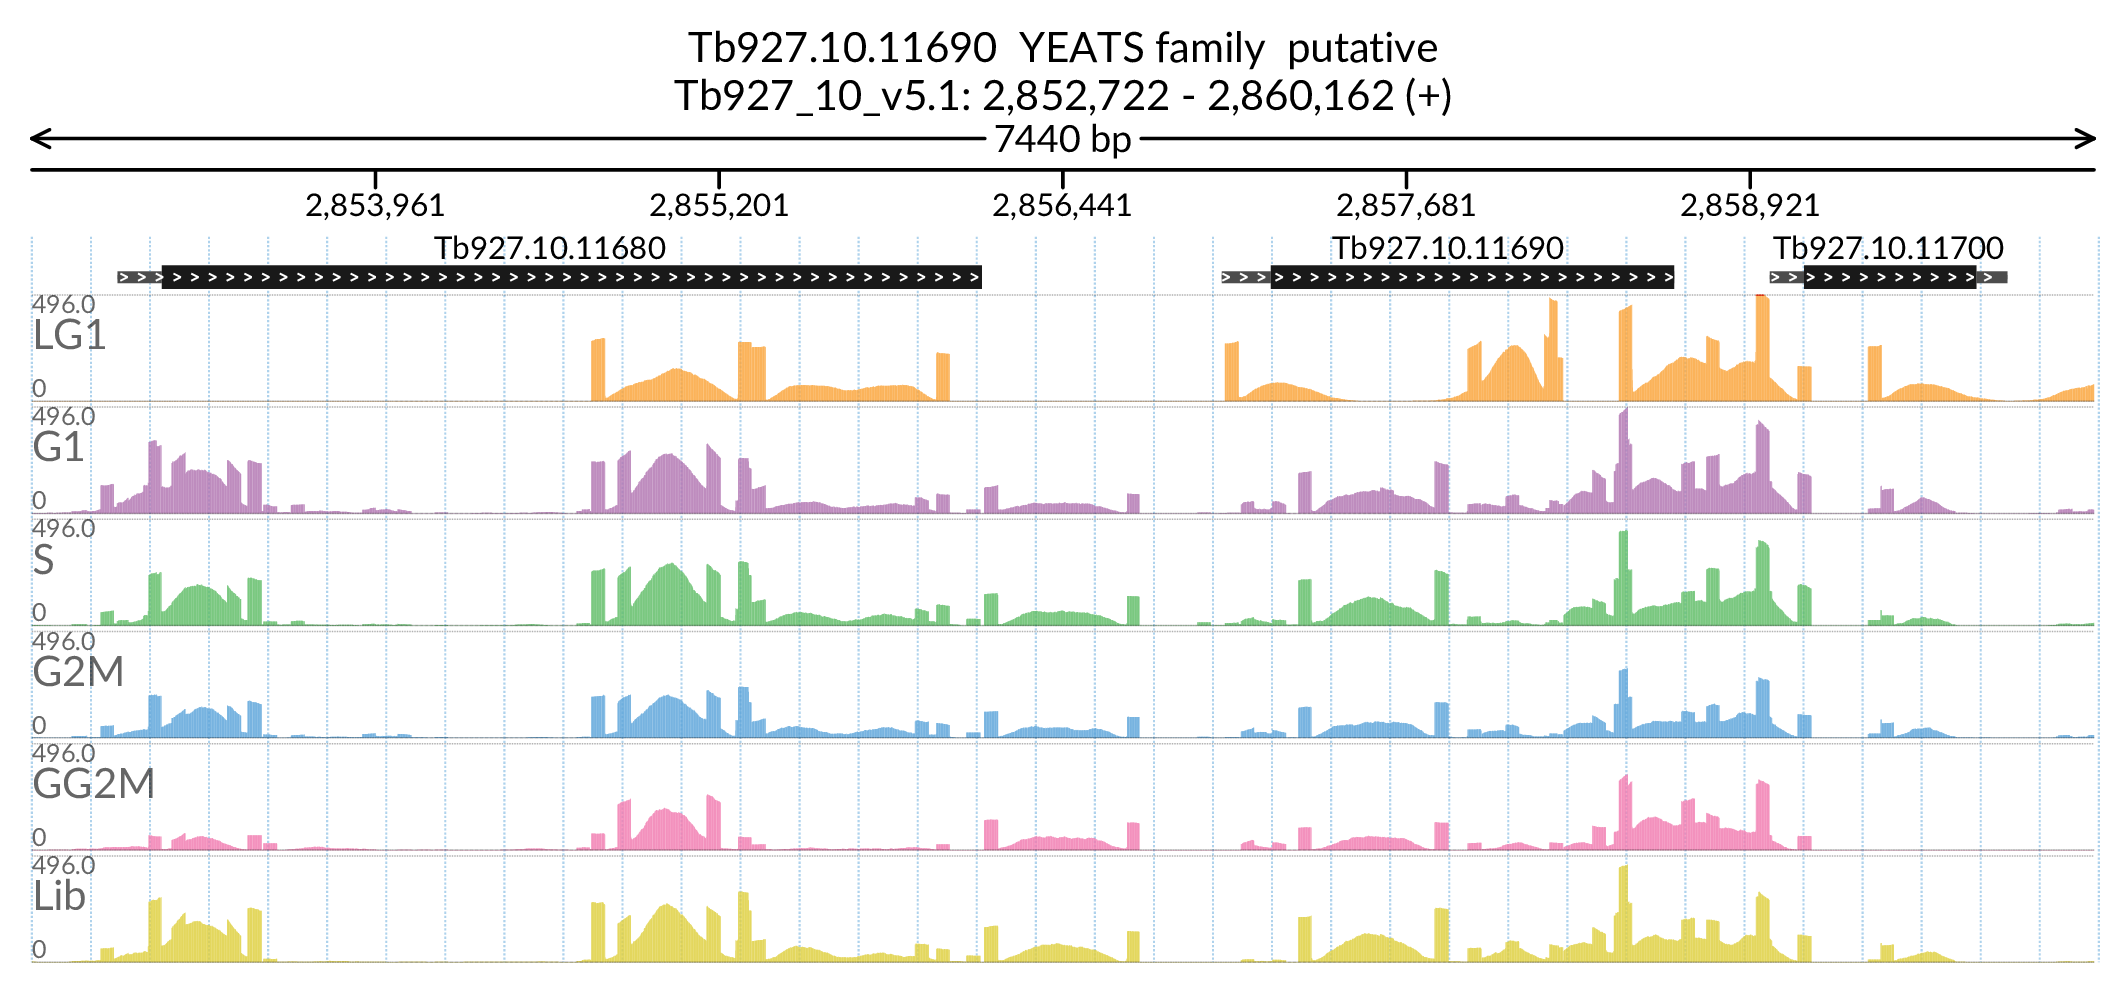 Tb927.10.11690  YEATS family  putative
Tb927_10_v5.1: 2,852,722 - 2,860,162 (+)
7440 bp
2,853,961 2,855,201 2,856,441 2,857,681 2,858,921
Tb927.10.11680 Tb927.10.11690 Tb927.10.11700
496.0
LG1
0
496.0
G1
0
496.0
S
0
496.0
G2M
0
496.0
GG2M
0
496.0
Lib
0